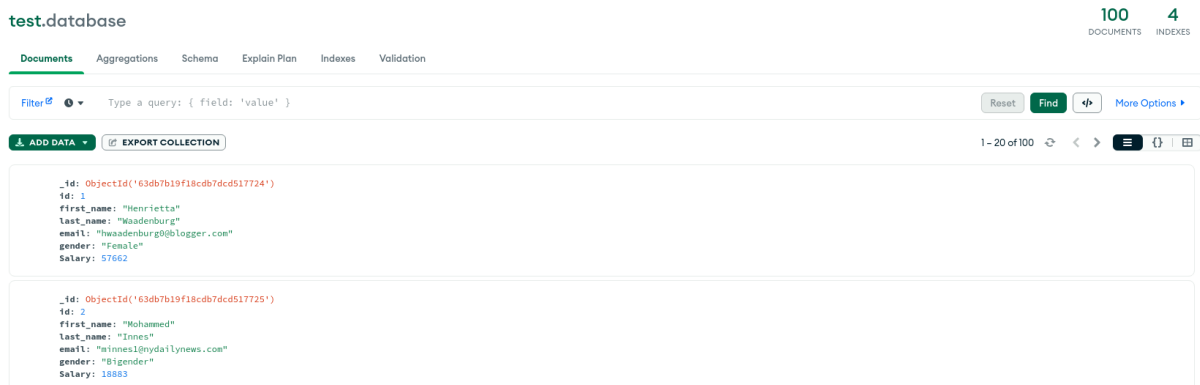 test.database
100 4
DOCUMENTS INDEXES
Documents Aggregations Schema Explain Plan Indexes Validation
Filter Type a query: { field: 'value' } Reset Find </> More Options
ADD DATA EXPORT COLLECTION 1 – 20 of 100 {}
_id: ObjectId('63db7b19f18cdb7dcd517724')
id: 1
first_name: "Henrietta"
last_name: "Waadenburg"
email: "hwaadenburg0@blogger.com"
gender: "Female"
Salary: 57662
_id: ObjectId('63db7b19f18cdb7dcd517725')
id: 2
first_name: "Mohammed"
last_name: "Innes"
email: "minnes1@nydailynews.com"
gender: "Bigender"
Salary: 18883